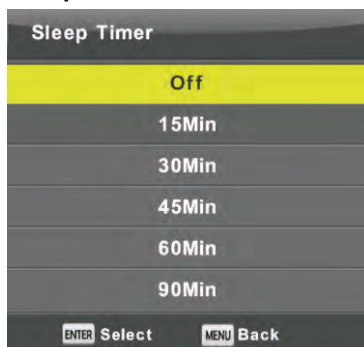 Sleep Timer
Off
15Min
30Min
45Min
60Min
90Min
ENTER Select MENU Back